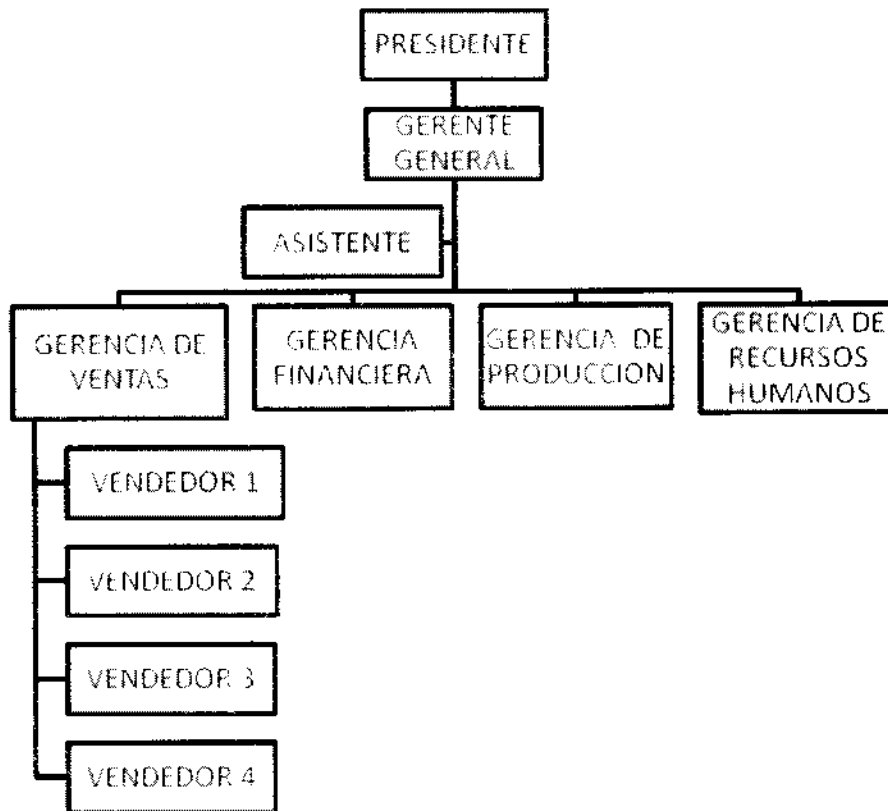 PRESIDENTE
GERENTE
GENERAL
ASISTENTE
GERENCIA DE
VENTAS
GERENCIA
FINANCIERA
GERENCIA DE
PRODUCCION
GERENCIA DE
RECURSOS
HUMANOS
VENDEDOR 1
VENDEDOR 2
VENDEDOR 3
VENDEDOR 4